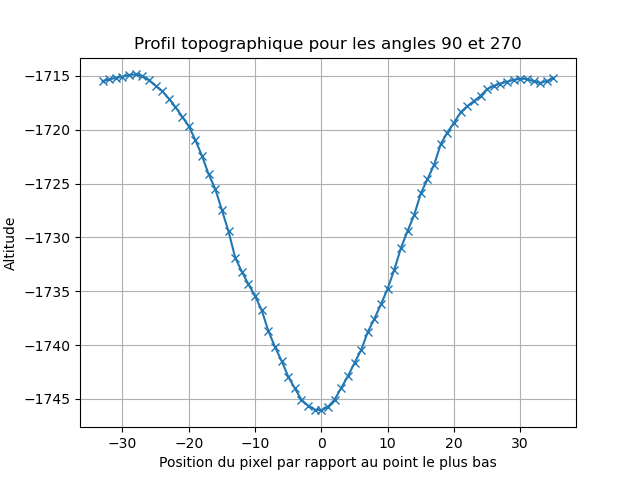 Profil topographique pour les angles 90 et 270
Altitude
−1715
−1720
−1725
−1730
−1735
−1740
−1745
−30 −20 −10 0 10 20 30
Position du pixel par rapport au point le plus bas